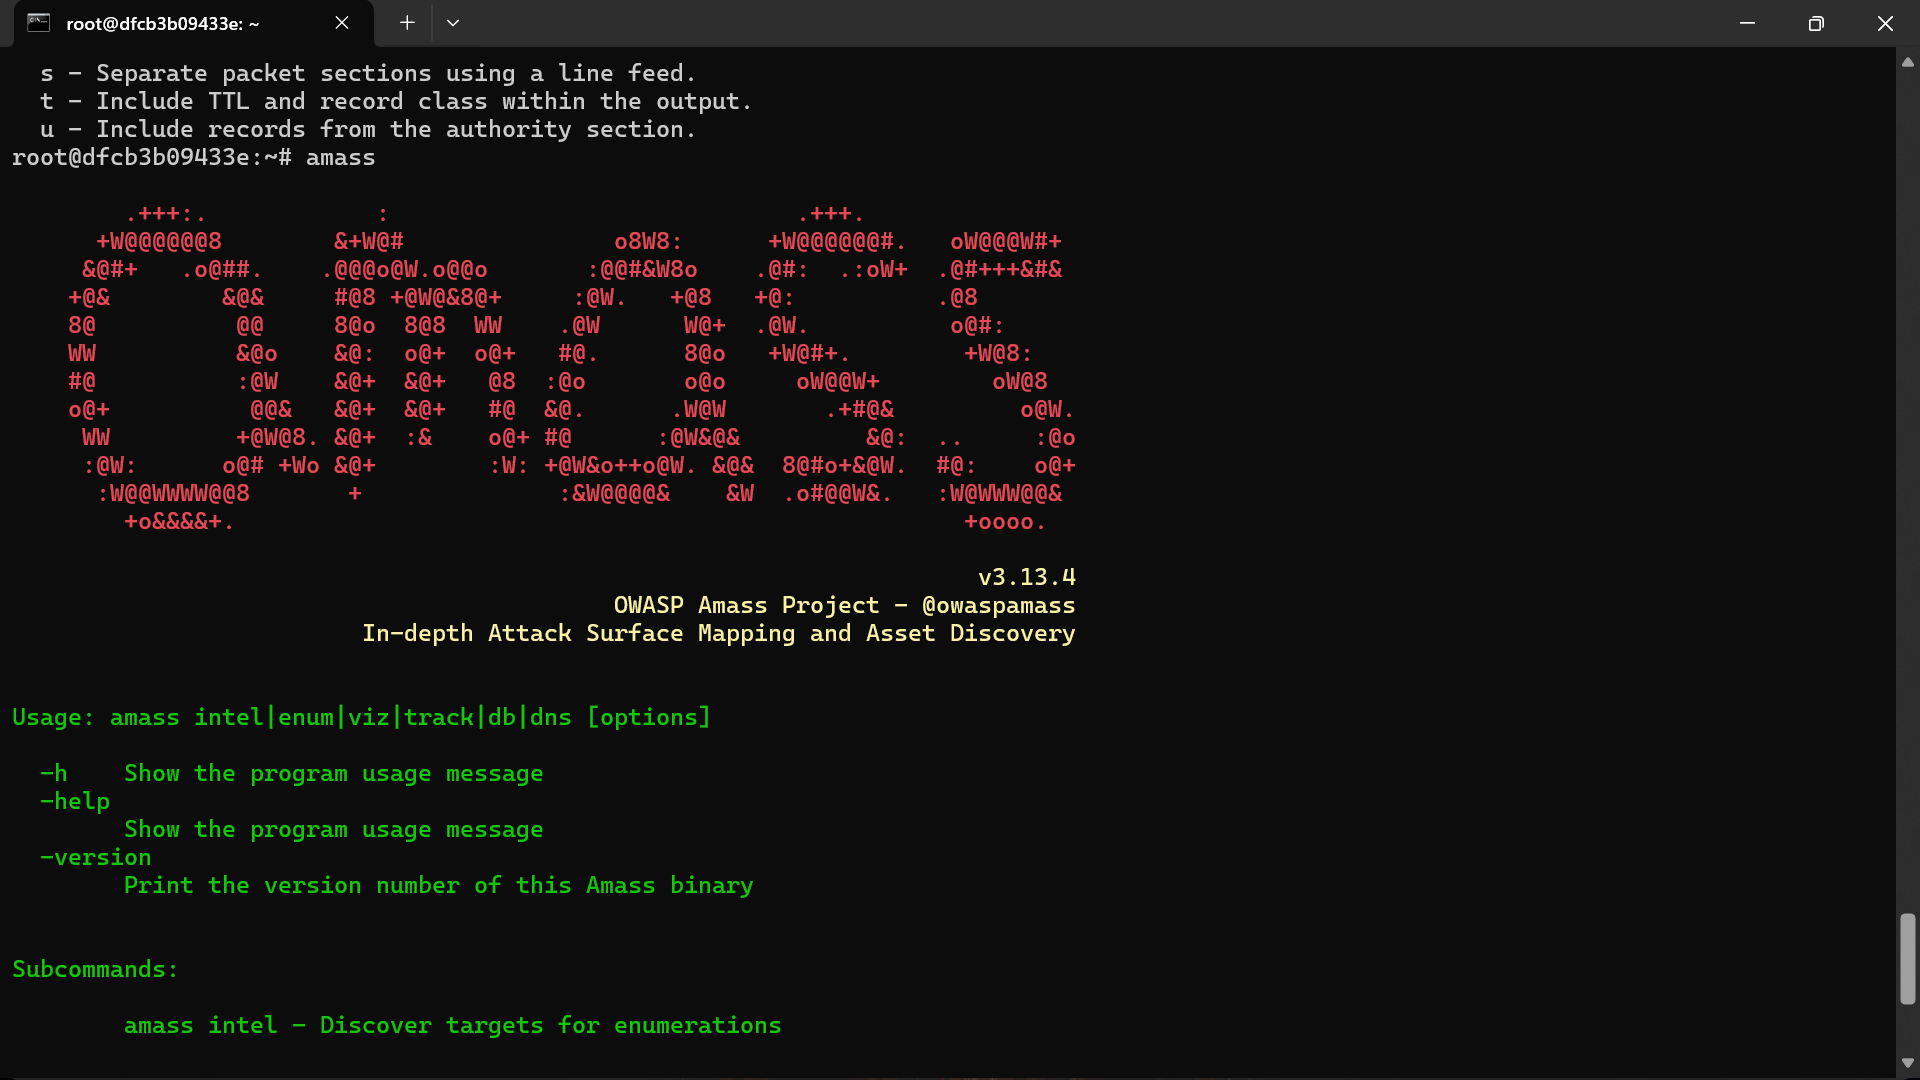 root@dfcb3b09433e: ~
s - Separate packet sections using a line feed.
t - Include TTL and record class within the output.
u - Include records from the authority section.
root@dfcb3b09433e:~# amass
        .+++:.            :                             .+++.
      +W@@@@@@8        &+W@#               o8W8:      +W@@@@@@#.   oW@@@W#+
     &@#+   .o@##.    .@@@o@W.o@@o       :@@#&W8o    .@#:  .:oW+  .@#+++&#&
    +@&        &@&     #@8 +@W@&8@+     :@W.   +@8   +@:          .@8
    8@          @@     8@o  8@8  WW    .@W      W@+  .@W.          o@#:
    WW          &@o    &@:  o@+  o@+   #@.      8@o   +W@#+.        +W@8:
    #@          :@W    &@+  &@+   @8  :@o       o@o     oW@@W+        oW@8
    o@+          @@&   &@+  &@+   #@  &@.      .W@W       .+#@&         o@W.
     WW         +@W@8. &@+  :&    o@+ #@      :@W&@&         &@:  ..     :@o
     :@W:      o@# +Wo &@+        :W: +@W&o++o@W. &@&  8@#o+&@W.  #@:    o@+
      :W@@WWWW@@8       +              :&W@@@@&    &W  .o#@@W&.   :W@WWW@@&
        +o&&&&+.                                                    +oooo.
v3.13.4
OWASP Amass Project - @owaspamass
In-depth Attack Surface Mapping and Asset Discovery
Usage: amass intel|enum|viz|track|db|dns [options]
-h    Show the program usage message
-help
Show the program usage message
-version
Print the version number of this Amass binary
Subcommands:
amass intel - Discover targets for enumerations